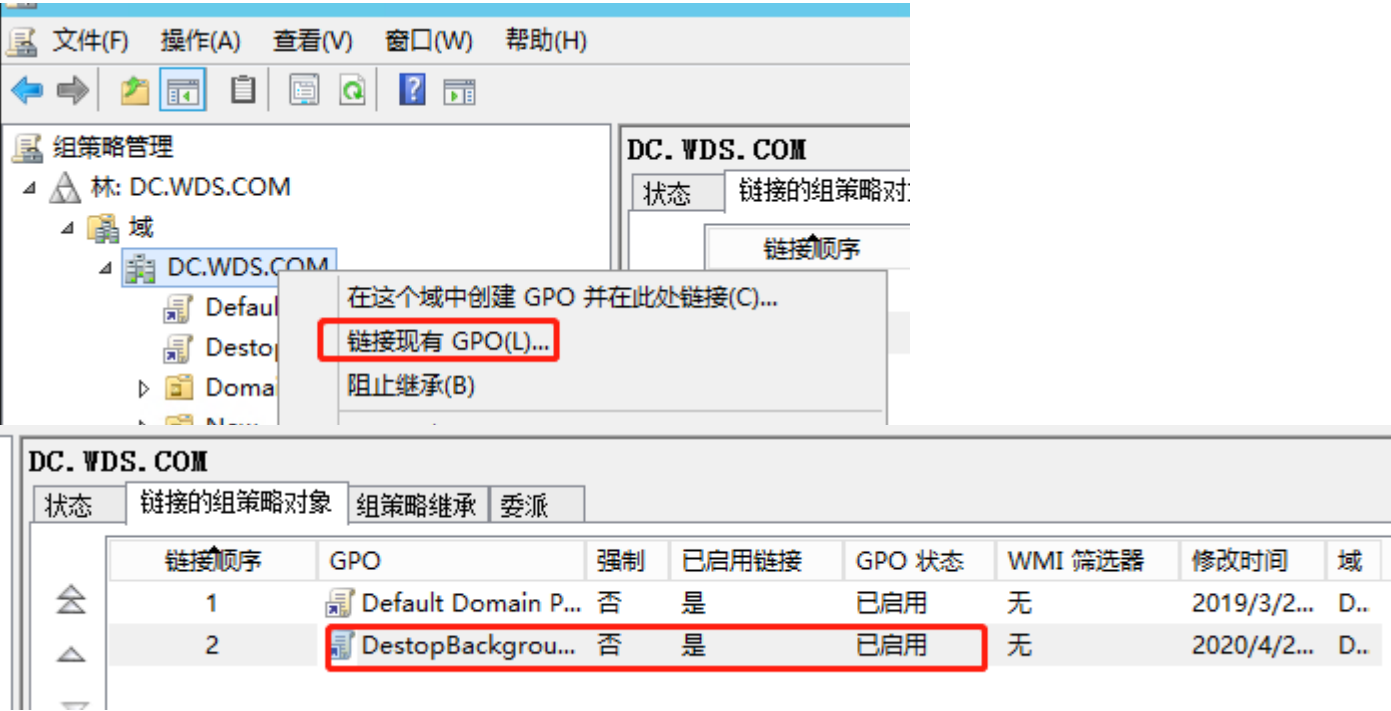 文件(F) 操作(A) 查看(V) 窗口(W) 帮助(H)
组策略管理
林: DC.WDS.COM
域
DC.WDS.COM
Defaul
Destop
Domai
DC.WDS.COM
状态 链接的组策略对
链接顺序
在这个域中创建 GPO 并在此处链接(C)...
链接现有 GPO(L)...
阻止继承(B)
DC.WDS.COM
状态 链接的组策略对象 组策略继承 委派
链接顺序 GPO 强制 已启用链接 GPO 状态 WMI 筛选器 修改时间 域
1 Default Domain P... 否 是 已启用 无 2019/3/2... D...
2 DestopBackgrou... 否 是 已启用 无 2020/4/2... D...